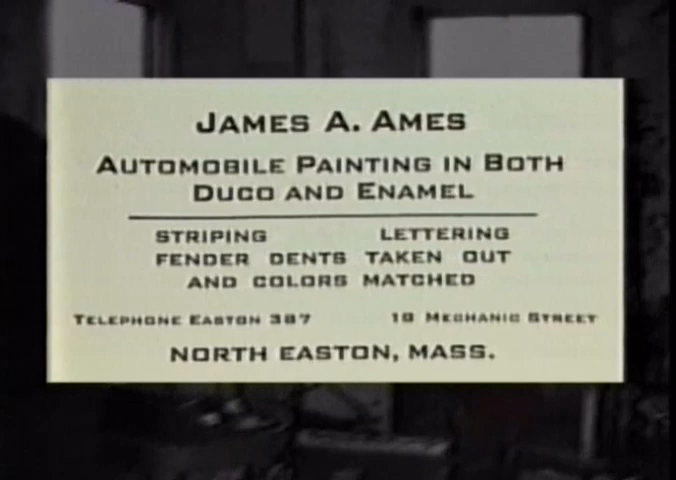 JAMES A. AMES
AUTOMOBILE PAINTING IN BOTH
DUCO AND ENAMEL
STRIPING LETTERING
FENDER DENTS TAKEN OUT
AND COLORS MATCHED
TELEPHONE EASTON 387 MECHANIC STREET
NORTH EASTON, MASS.